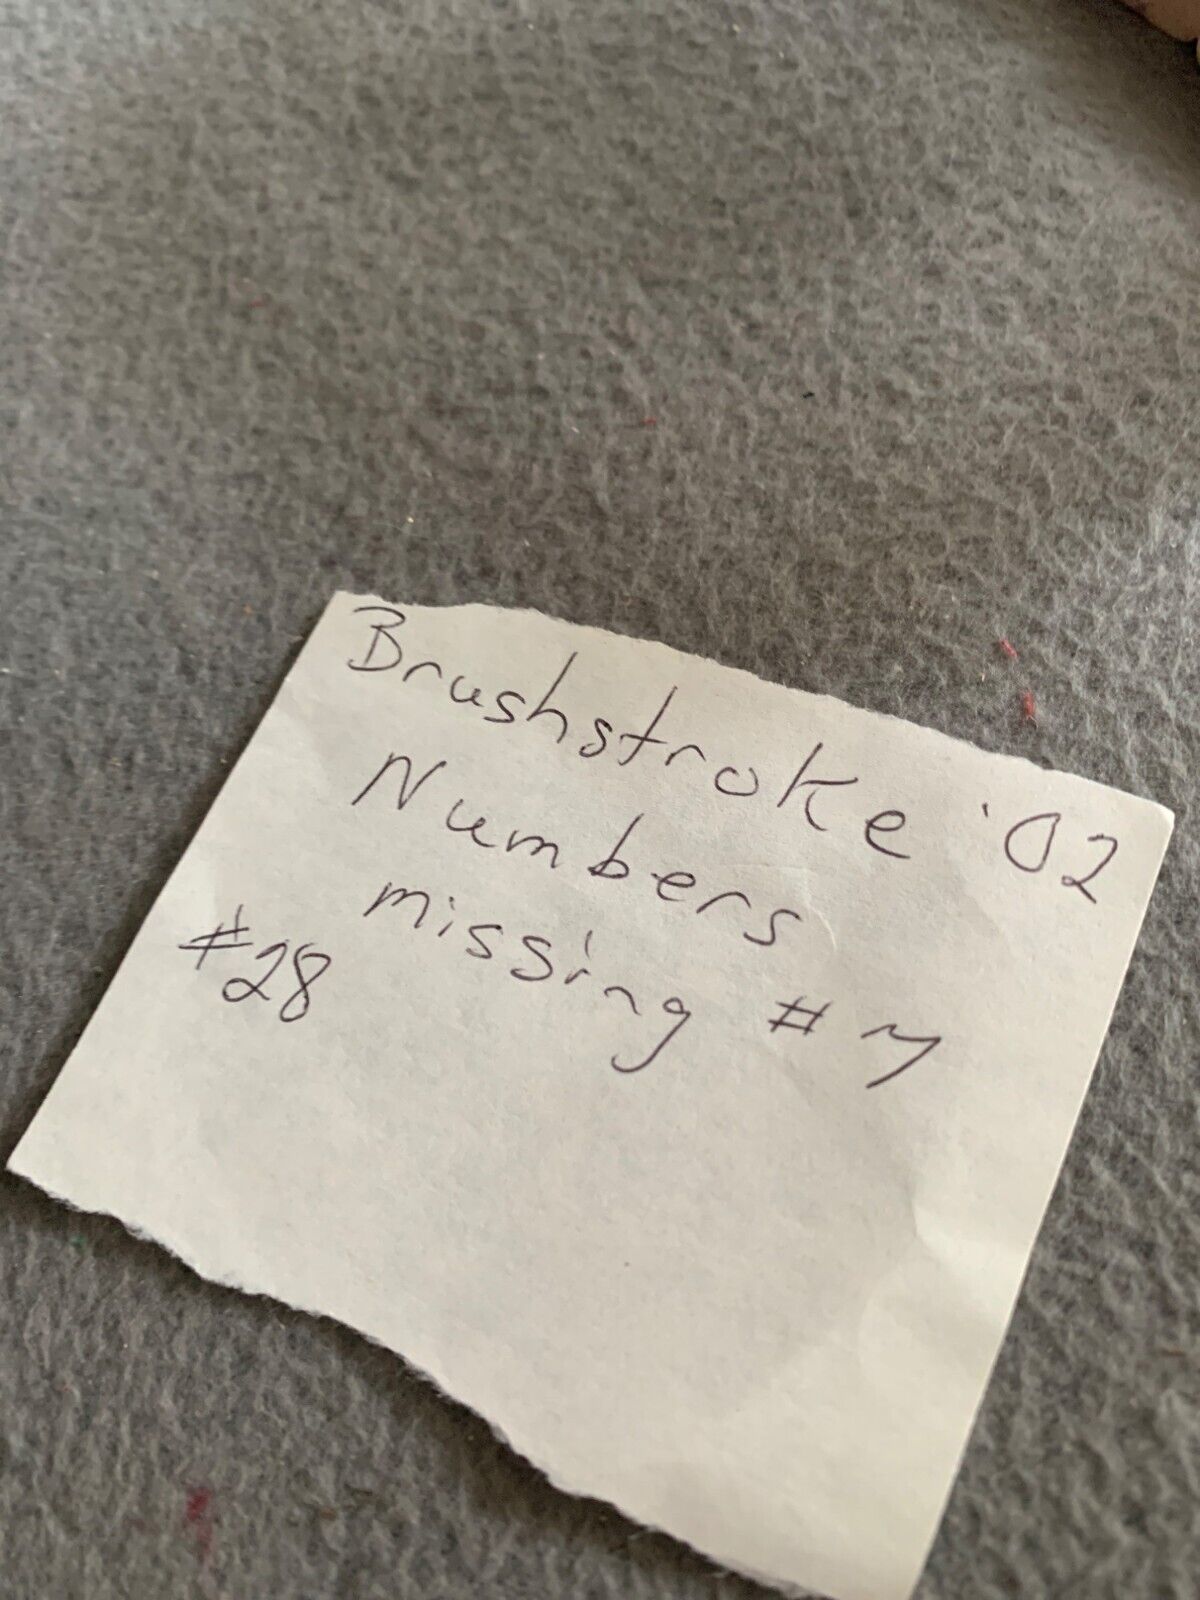 Brushstroke '02
Numbers
missing #7
#28